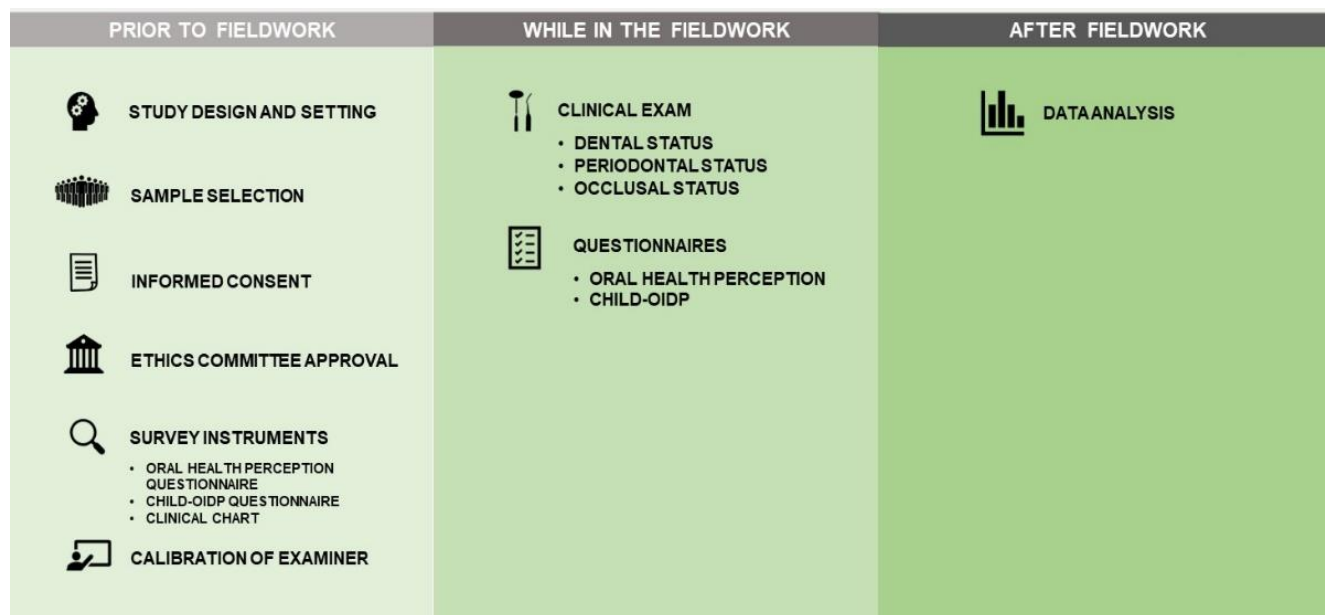 PRIOR TO FIELDWORK
STUDY DESIGN AND SETTING
SAMPLE SELECTION
INFORMED CONSENT
ETHICS COMMITTEE APPROVAL
SURVEY INSTRUMENTS
• ORAL HEALTH PERCEPTION
QUESTIONNAIRE
• CHILD-OIDP QUESTIONNAIRE
• CLINICAL CHART
CALIBRATION OF EXAMINER
WHILE IN THE FIELDWORK
CLINICAL EXAM
• DENTAL STATUS
• PERIODONTAL STATUS
• OCCLUSAL STATUS
QUESTIONNAIRES
• ORAL HEALTH PERCEPTION
• CHILD-OIDP
AFTER FIELDWORK
DATA ANALYSIS